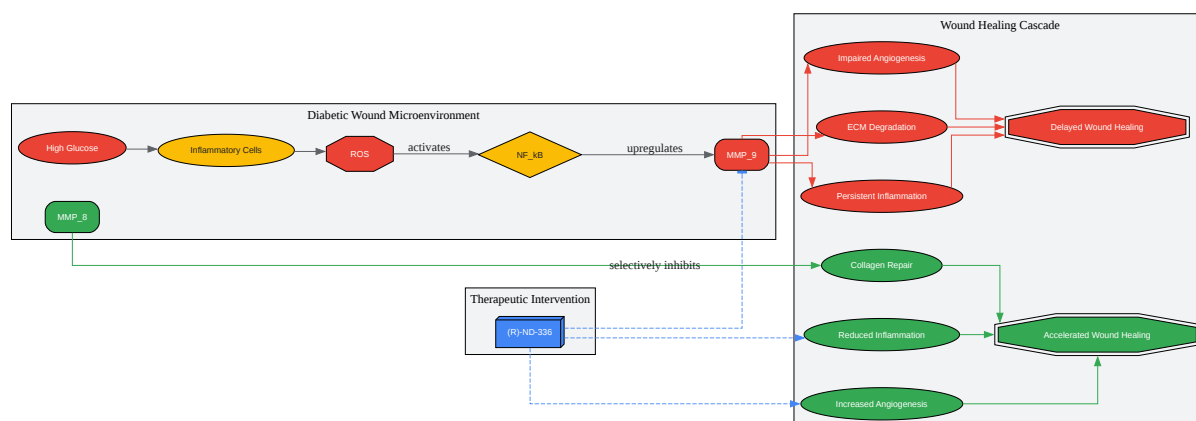 Wound Healing Cascade
Impaired Angiogenesis
Diabetic Wound Microenvironment
ECM Degradation
Delayed Wound Healing
High Glucose
Inflammatory Cells
ROS
activates
NF_kB
upregulates
MMP_9
Persistent Inflammation
MMP_8
selectively inhibits
Collagen Repair
Therapeutic Intervention
(R)-ND-336
Reduced Inflammation
Accelerated Wound Healing
Increased Angiogenesis